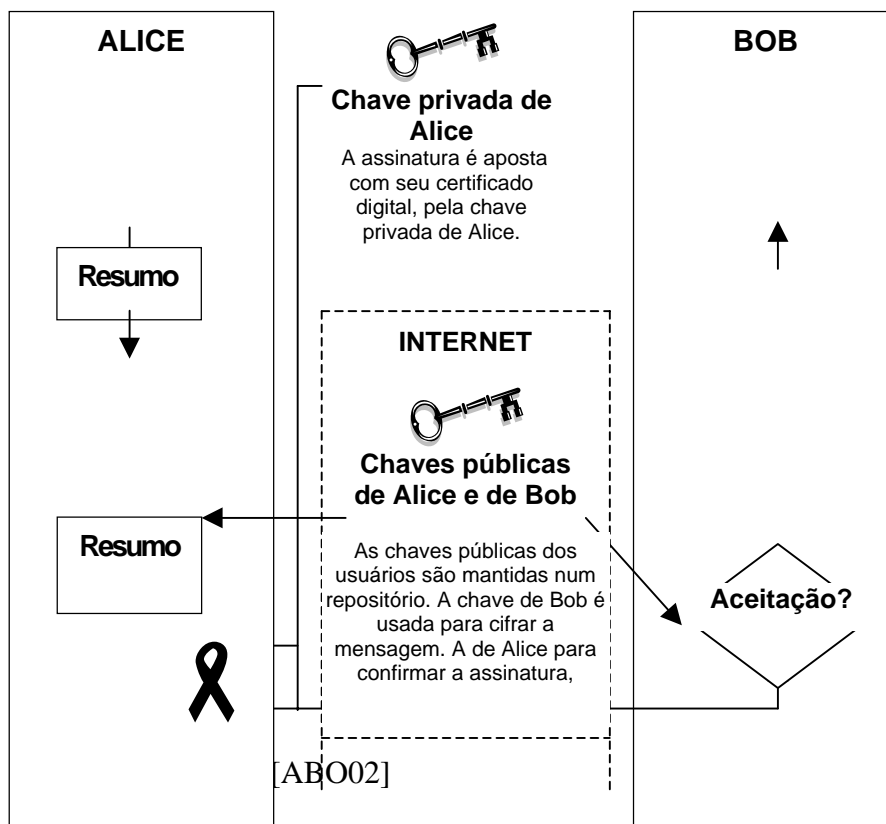 ALICE
BOB
Chave privada de
Alice
A assinatura é aposta
com seu certificado
digital, pela chave
privada de Alice.
Resumo
INTERNET
Chaves públicas
de Alice e de Bob
Resumo
As chaves públicas dos
usuários são mantidas num
repositório. A chave de Bob é
usada para cifrar a
mensagem. A de Alice para
confirmar a assinatura,
Aceitação?
[ABO02]